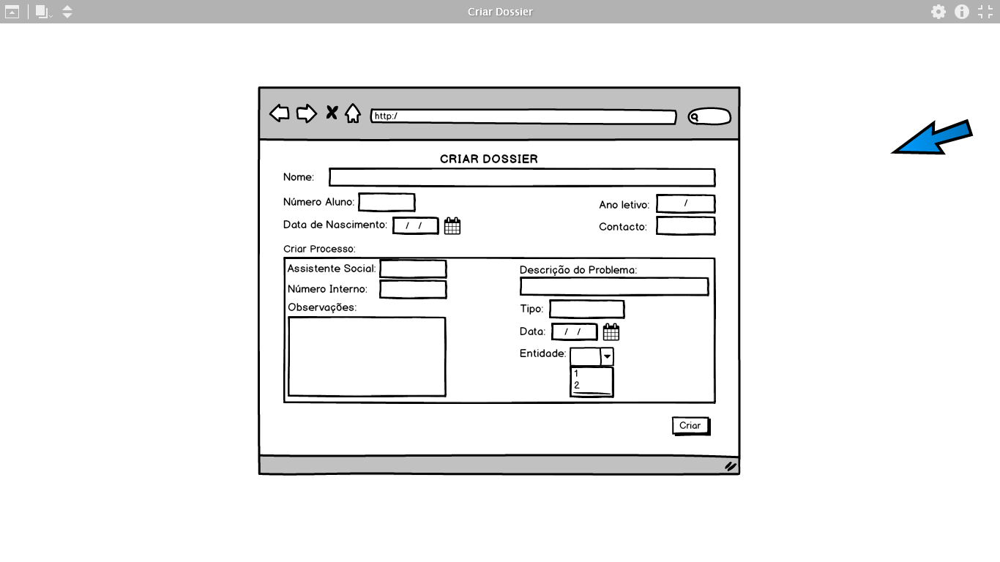 Criar Dossier
http:/
CRIAR DOSSIER
Nome:
Número Aluno:
Ano letivo: /
Data de Nascimento: / /
Contacto:
Criar Processo:
Assistente Social:
Descrição do Problema:
Número Interno:
Observações:
Tipo:
Data: / /
Entidade:
1
2
Criar